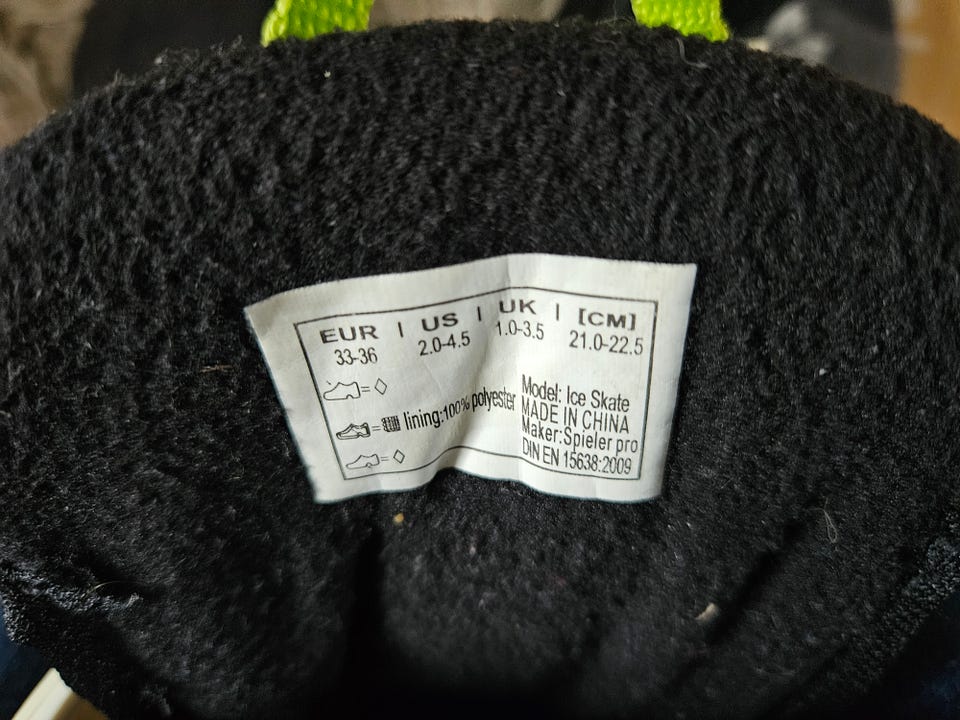 EUR | US | UK | [CM]
33-36 2.0-4.5 1.0-3.5 21.0-22.5
=
= lining:100% polyester
=
Model: Ice Skate
MADE IN CHINA
Maker:Spieler pro
DIN EN 15638:2009